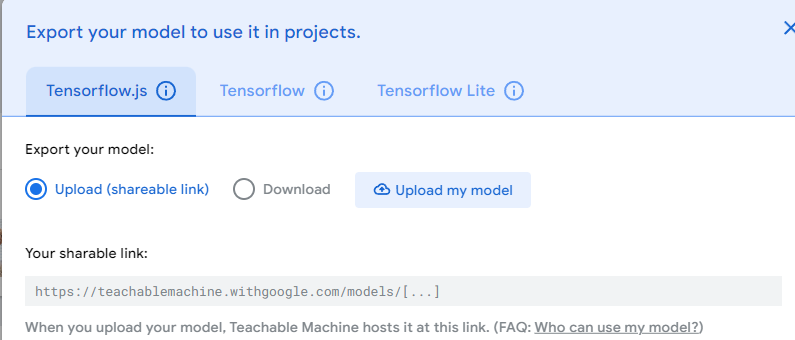 Export your model to use it in projects.
Tensorflow.js Tensorflow Tensorflow Lite
Export your model:
Upload (shareable link) Download Upload my model
Your sharable link:
https://teachablemachine.withgoogle.com/models/[...]
When you upload your model, Teachable Machine hosts it at this link. (FAQ: Who can use my model?)